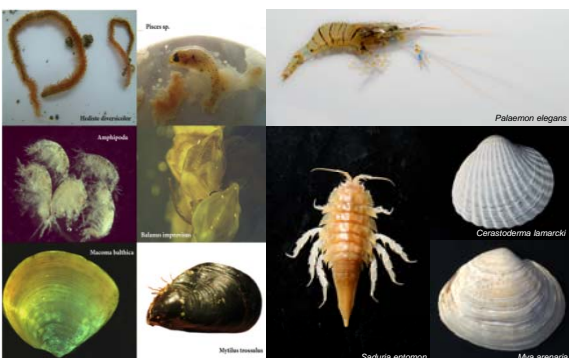 Hediste diversicolor
Pisces sp.
Palaemon elegans
Amphipoda
Balanus improvisus
Cerastoderma lamarcki
Macoma balthica
Mytilus trossulus
Saduria entomon
Mya arenaria